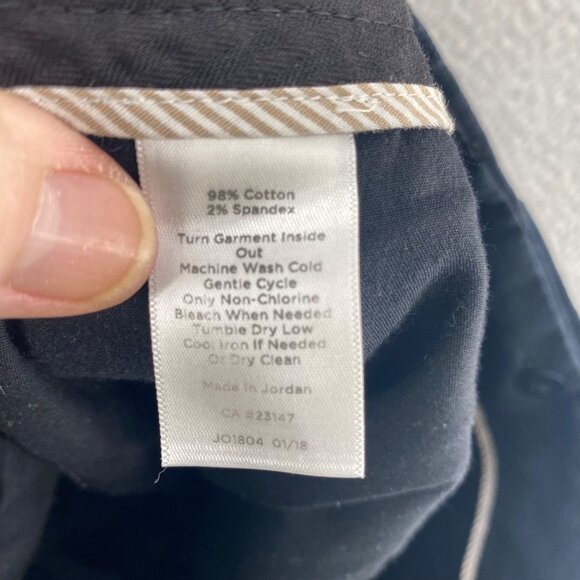 98% Cotton
2% Spandex
Turn Garment Inside
Out
Machine Wash Cold
Gentle Cycle
Only Non-Chlorine
Bleach When Needed
Tumble Dry Low
Cool Iron If Needed
Or Dry Clean
Made in Jordan
CA #23147
JO1804 01/18